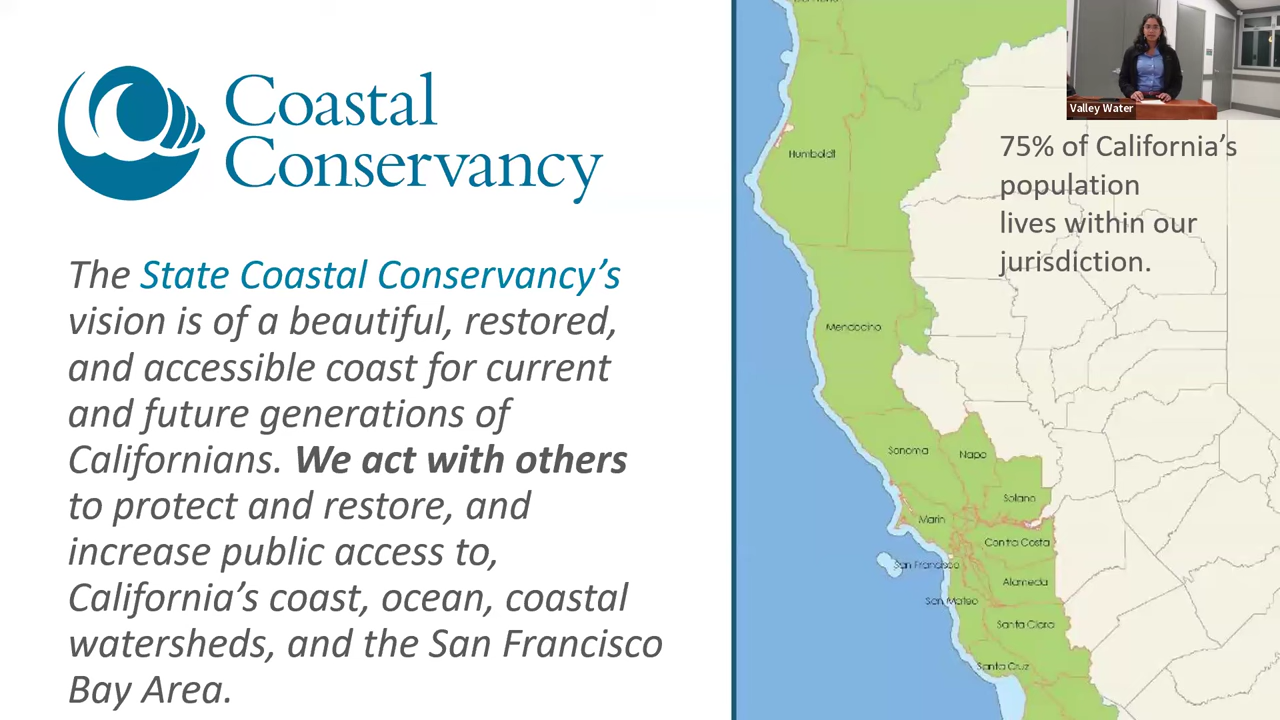 Coastal
Conservancy
The State Coastal Conservancy’s
vision is of a beautiful, restored,
and accessible coast for current
and future generations of
Californians. We act with others
to protect and restore, and
increase public access to,
California’s coast, ocean, coastal
watersheds, and the San Francisco
Bay Area.
Valley Water
75% of California’s
population
lives within our
jurisdiction.
Humboldt
Mendocino
Sonoma
Napa
Solano
Marin
Contra Costa
San Francisco
Alameda
San Mateo
Santa Clara
Santa Cruz